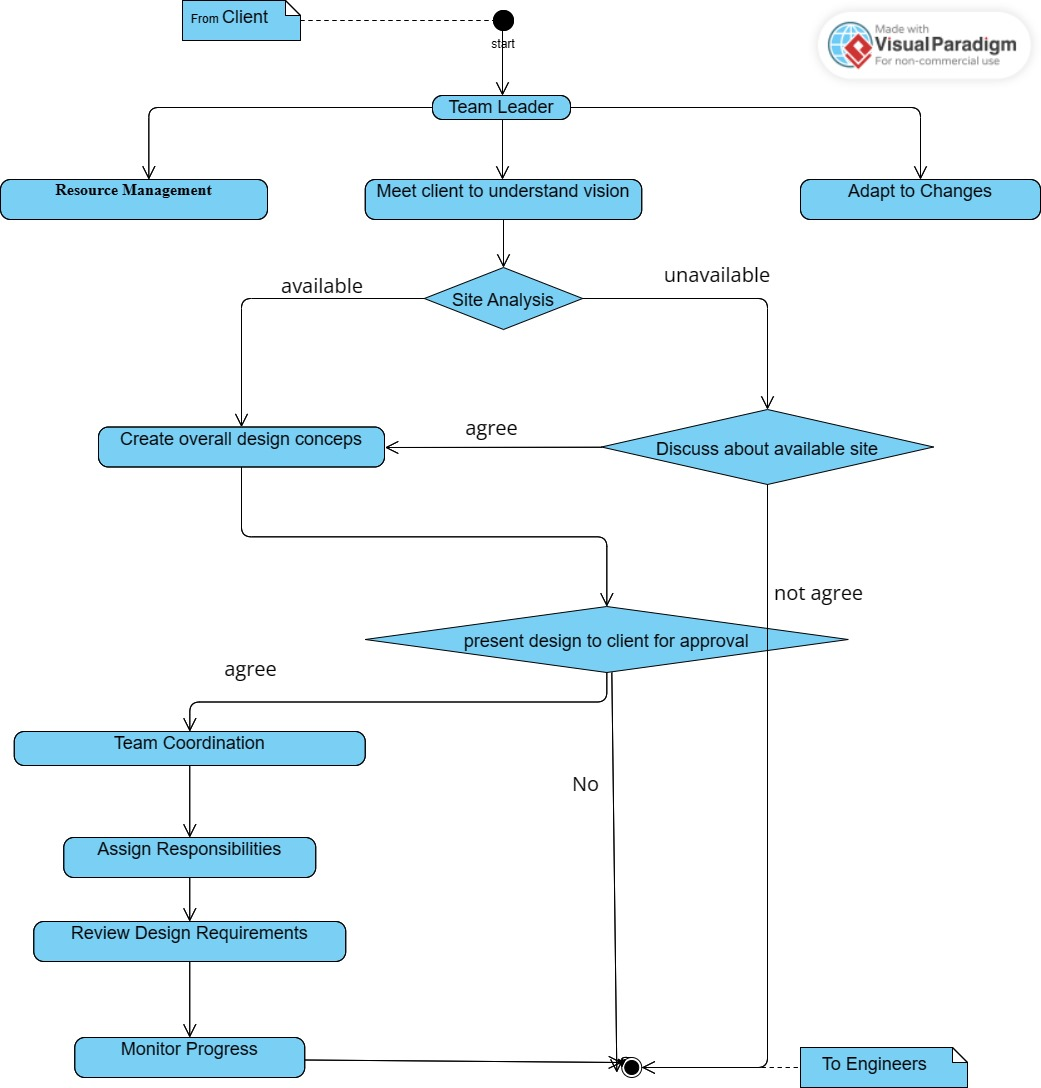 From Client
Made with
Visual Paradigm
For non-commercial use
start
Team Leader
Resource Management
Meet client to understand vision
Adapt to Changes
available
unavailable
Site Analysis
Create overall design conceps
agree
Discuss about available site
not agree
present design to client for approval
agree
Team Coordination
No
Assign Responsibilities
Review Design Requirements
Monitor Progress
To Engineers